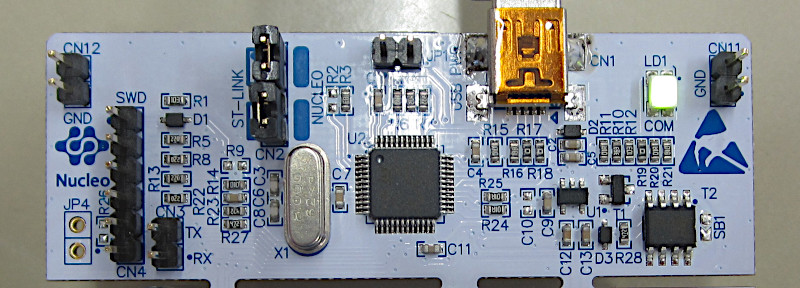 CN12
GND
SWD
Nucleo
JP4
CN4
R26
R13
R1
D1
R5
R8
R22
CN3
TX
RX
R9
R14
R23
R27
C3
C6
C8
X1
ST-LINK
NUCLEO
CN2
R2
R3
U2
C7
C11
JP1
USB PWR
CN1
R15
R17
C4
R16
R18
R25
R24
C10
C9
C12
C13
U1
D2
C2
C5
R11
R10
R12
R19
R20
R21
T1
D3
R28
T2
SB1
LD1
COM
CN11
GND